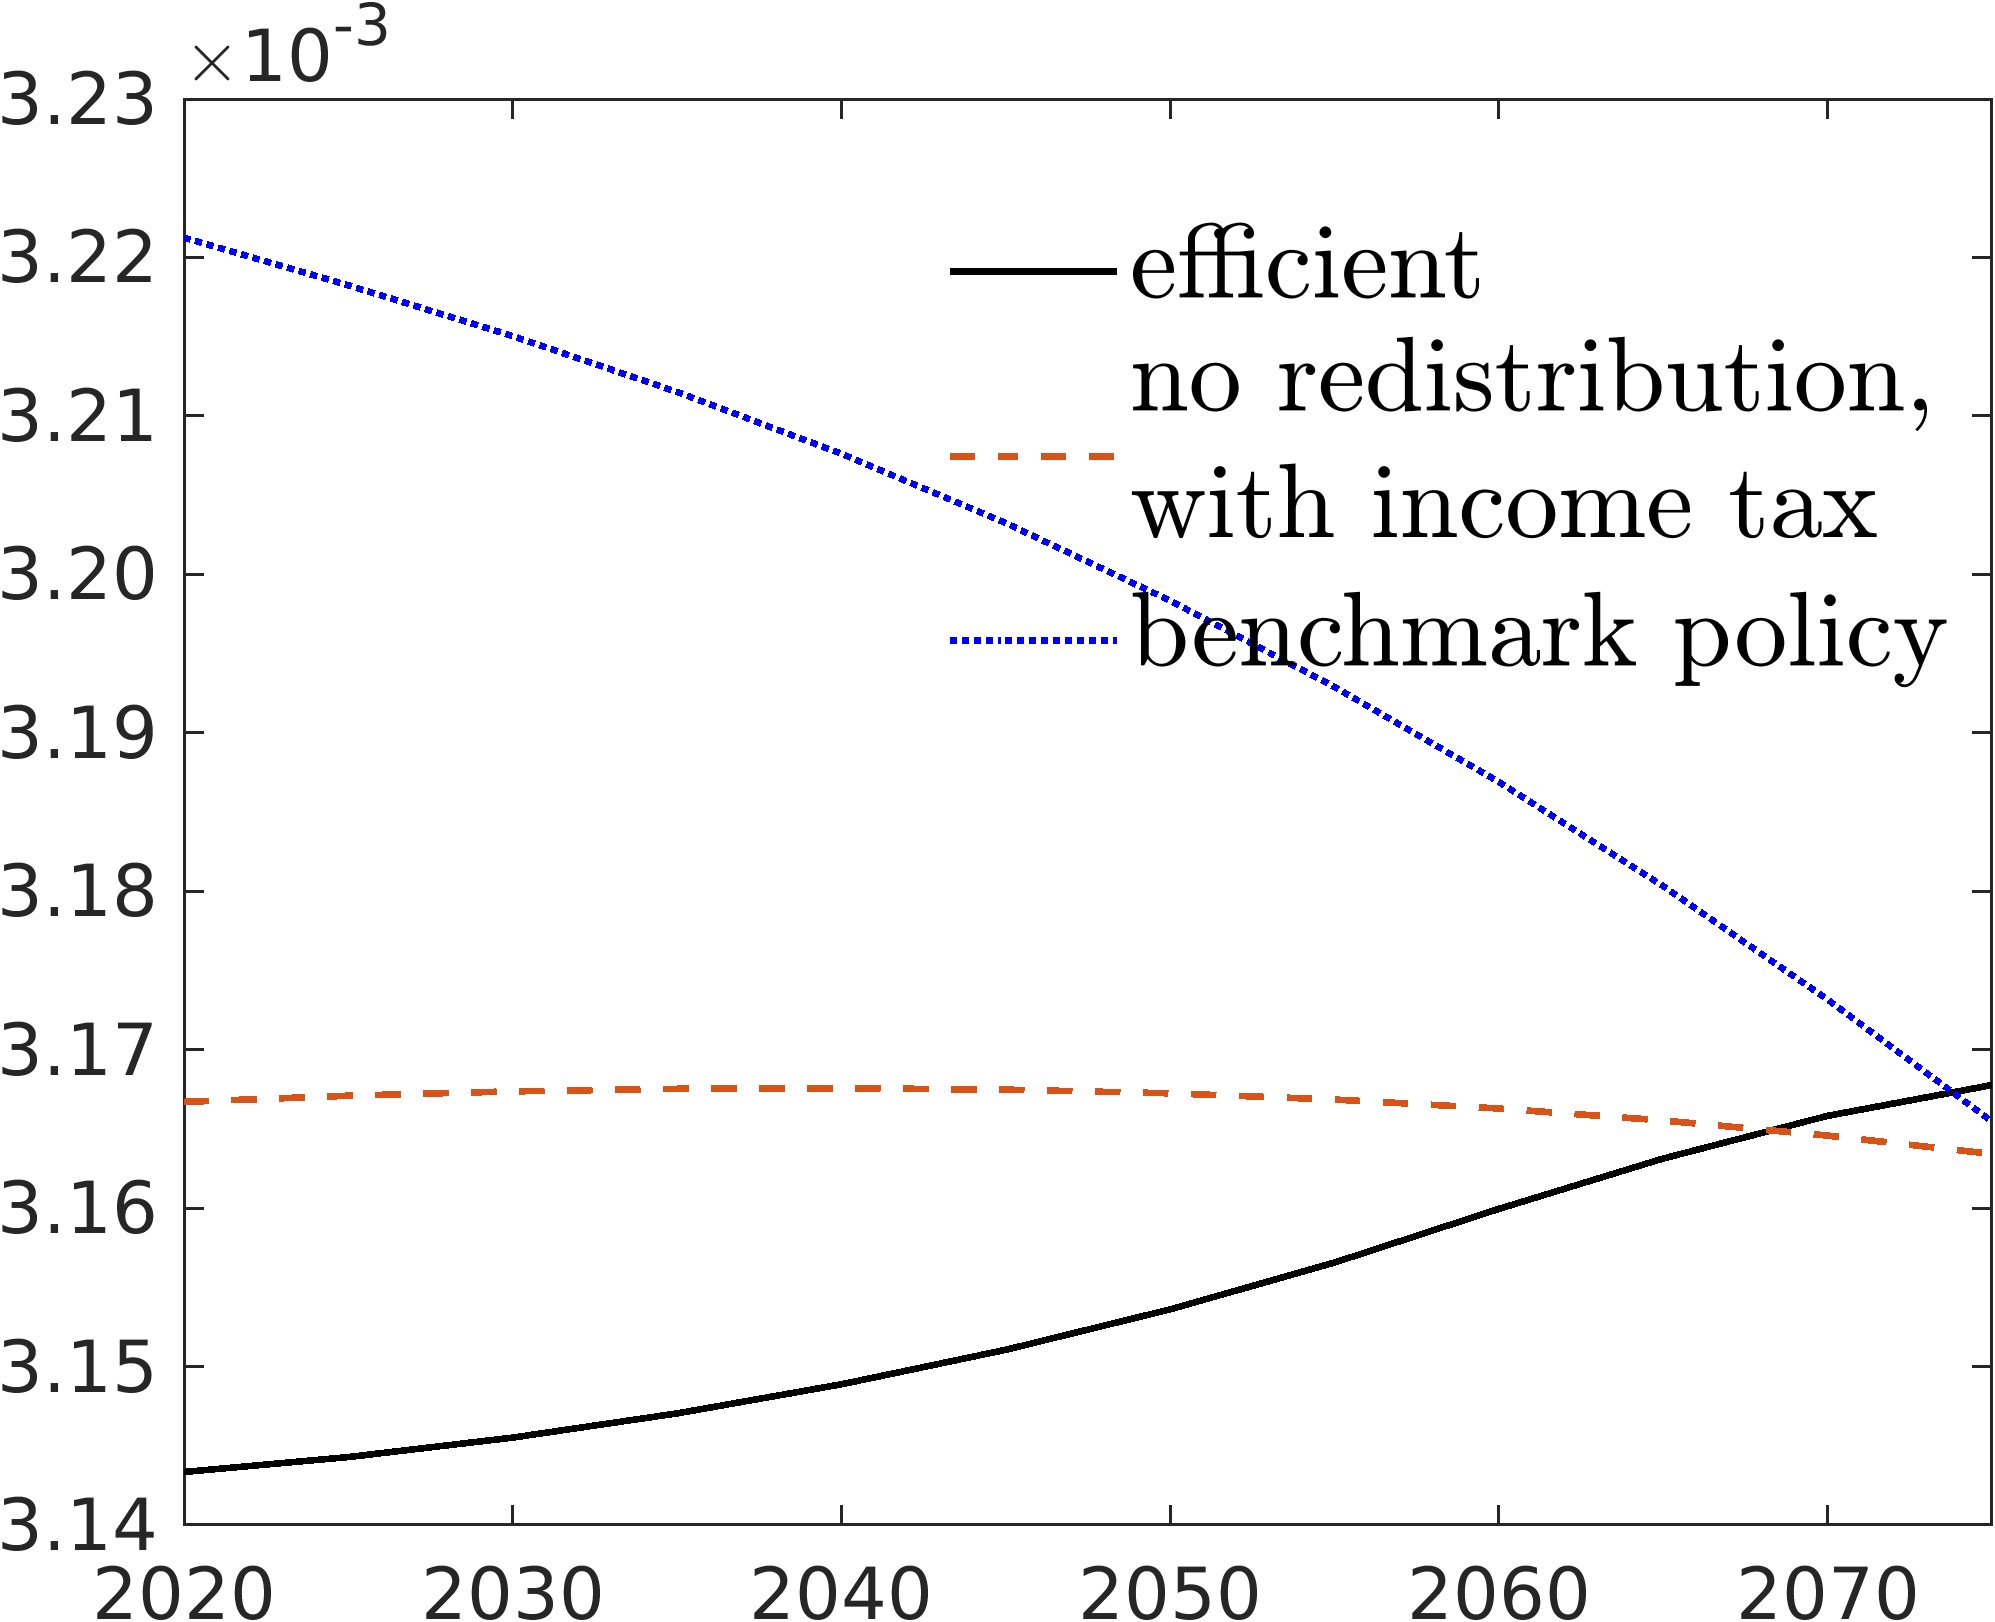 ×10-3
3.23
3.22
3.21
3.20
3.19
3.18
3.17
3.16
3.15
3.14
efficient
no redistribution,
with income tax
benchmark policy
2020 2030 2040 2050 2060 2070